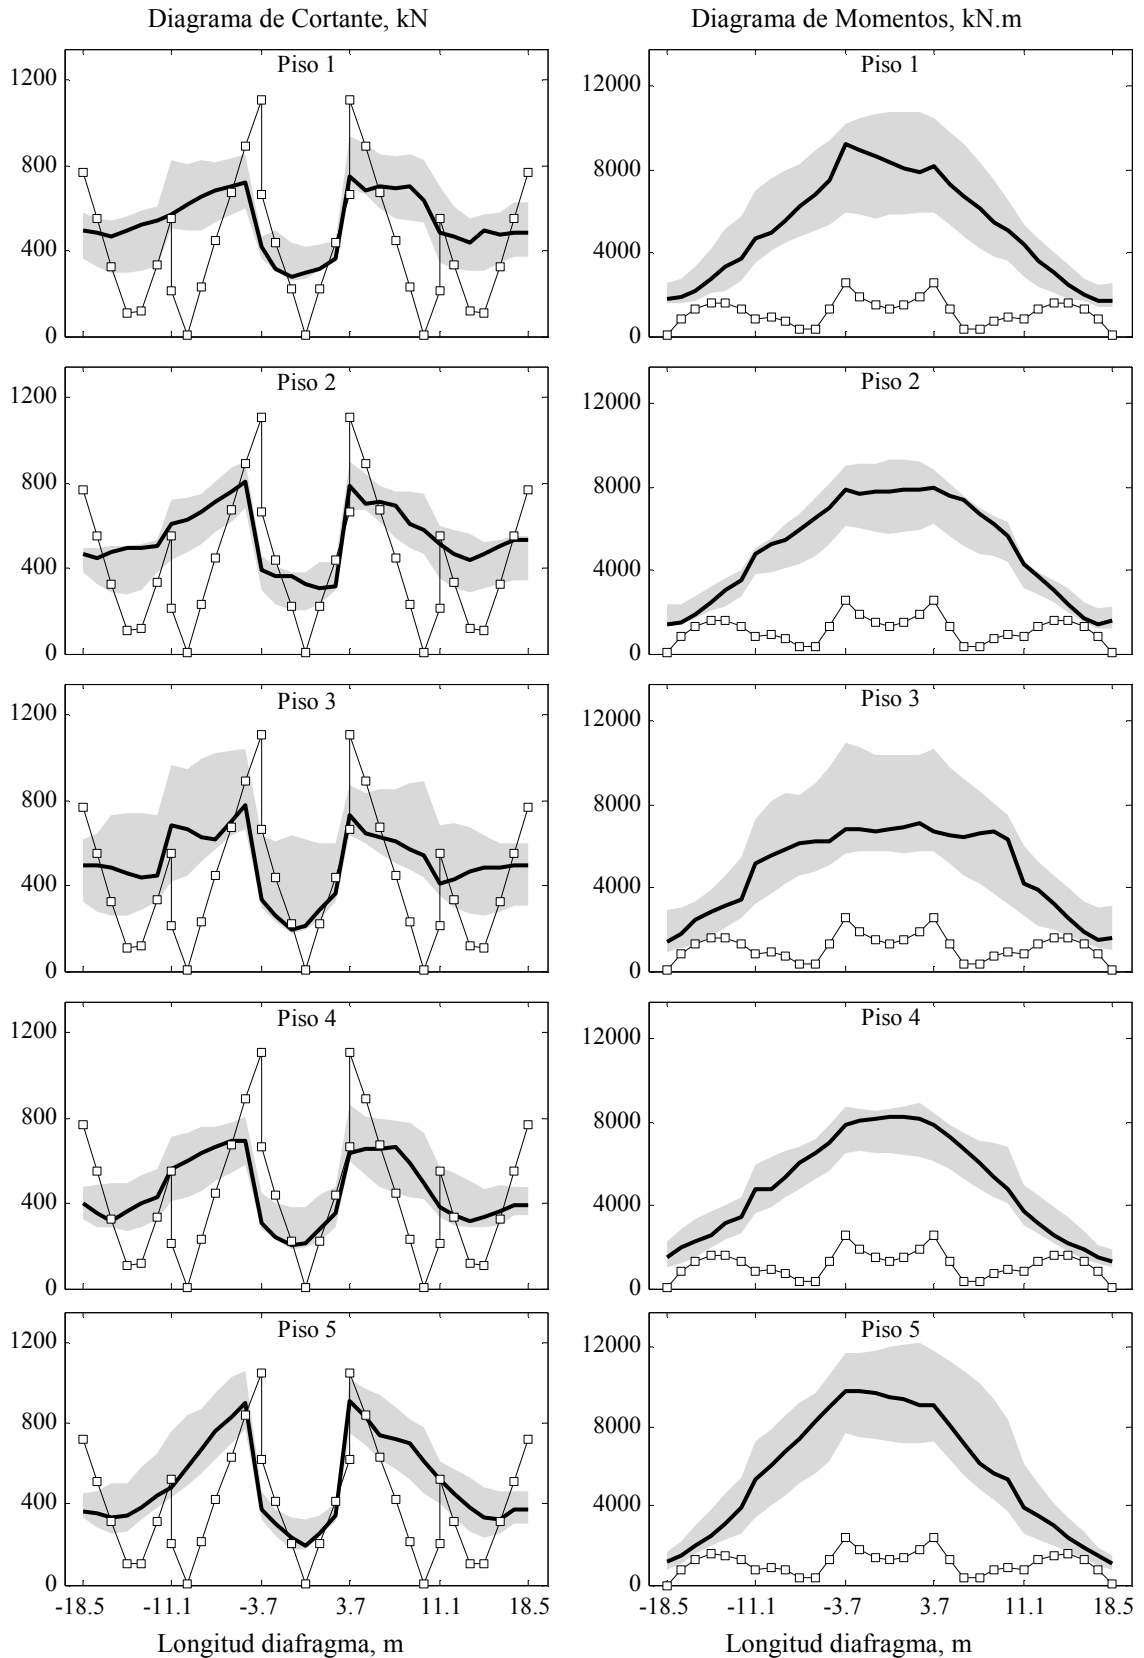 Diagrama de Cortante, kN
Diagrama de Momentos, kN.m
Piso 1
1200
800
400
0
Piso 1
12000
8000
4000
0
Piso 2
1200
800
400
0
Piso 2
12000
8000
4000
0
Piso 3
1200
800
400
0
Piso 3
12000
8000
4000
0
Piso 4
1200
800
400
0
Piso 4
12000
8000
4000
0
Piso 5
1200
800
400
0
-18.5 -11.1 -3.7 3.7 11.1 18.5
Longitud diafragma, m
Piso 5
12000
8000
4000
0
-18.5 -11.1 -3.7 3.7 11.1 18.5
Longitud diafragma, m